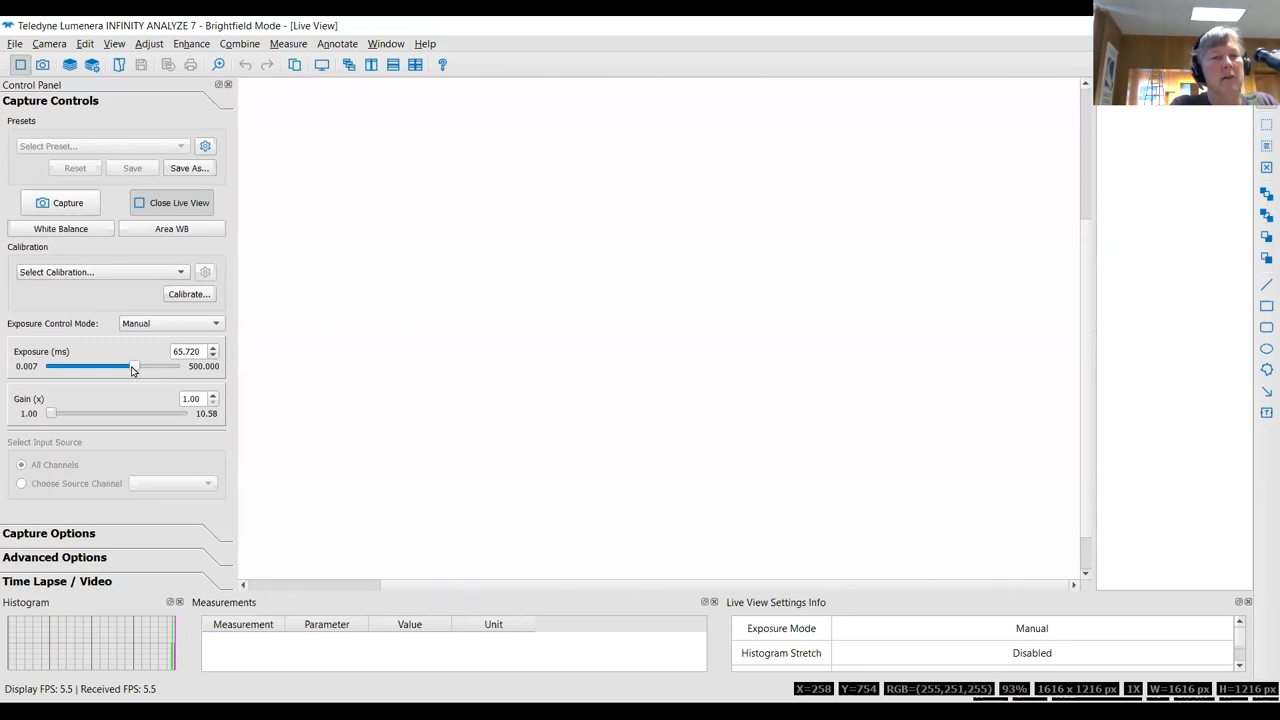 Teledyne Lumenera INFINITY ANALYZE 7 - Brightfield Mode - [Live View]
File Camera Edit View Adjust Enhance Combine Measure Annotate Window Help
Control Panel
Capture Controls
Presets
Select Preset...
Reset Save Save As...
Capture Close Live View
White Balance Area WB
Calibration
Select Calibration...
Calibrate...
Exposure Control Mode: Manual
Exposure (ms) 65.720
0.007 500.000
Gain (x) 1.00
1.00 10.58
Select Input Source
All Channels
Choose Source Channel
Capture Options
Advanced Options
Time Lapse / Video
Histogram Measurements Live View Settings Info
Measurement Parameter Value Unit
Exposure Mode Manual
Histogram Stretch Disabled
Display FPS: 5.5 | Received FPS: 5.5 X=258 Y=754 RGB=(255,251,255) 93% 1616 x 1216 px 1X W=1616 px H=1216 px